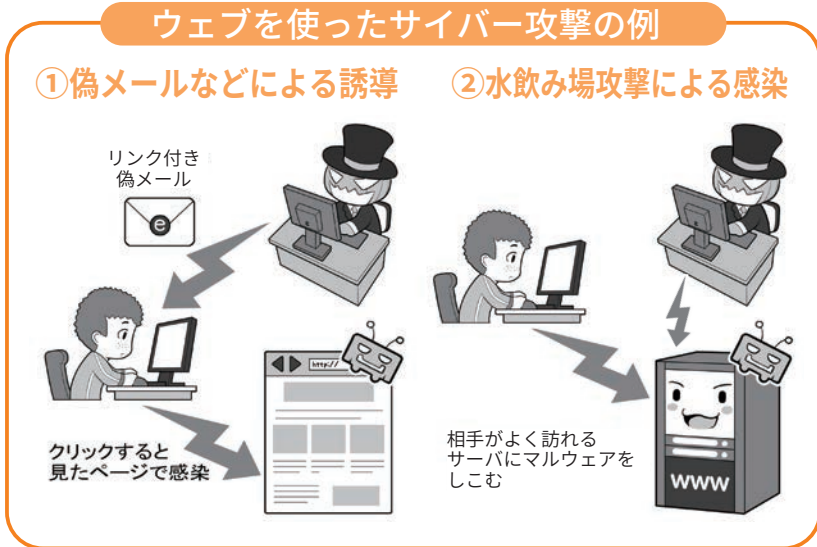 ウェブを使ったサイバー攻撃の例
①偽メールなどによる誘導
リンク付き
偽メール
e
http://
クリックすると
見たページで感染
②水飲み場攻撃による感染
相手がよく訪れる
サーバにマルウェアを
しこむ
WWW